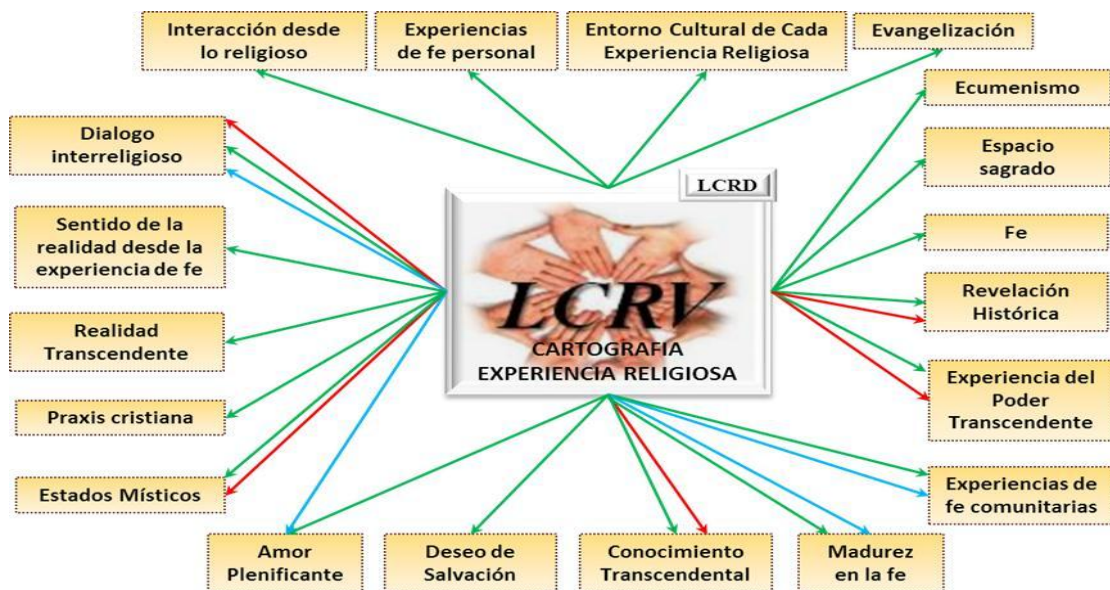 Interacción desde
lo religioso
Experiencias
de fe personal
Entorno Cultural de Cada
Experiencia Religiosa
Evangelización
Ecumenismo
Dialogo
interreligioso
Espacio
sagrado
LCRD
Sentido de la
realidad desde la
experiencia de fe
Fe
LCRV
CARTOGRAFIA
EXPERIENCIA RELIGIOSA
Revelación
Histórica
Realidad
Transcendente
Experiencia del
Poder
Transcendente
Praxis cristiana
Estados Místicos
Experiencias de
fe comunitarias
Amor
Plenificante
Deseo de
Salvación
Conocimiento
Transcendental
Madurez
en la fe